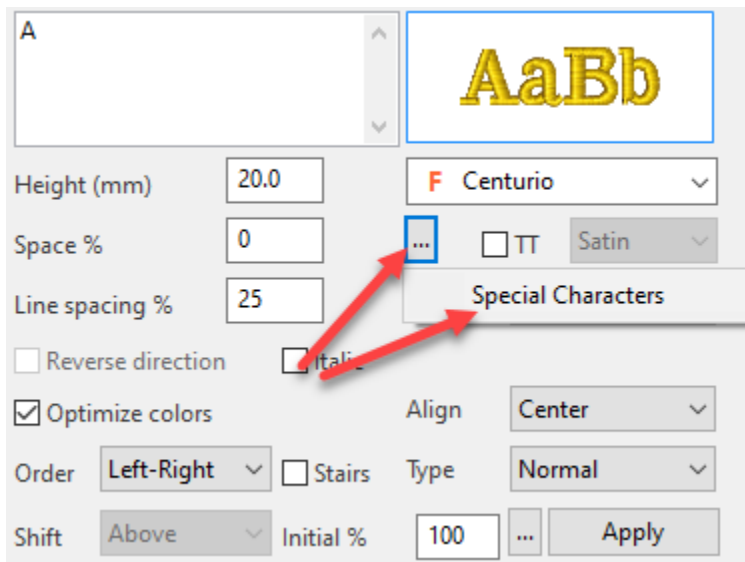 A
AaBb
Height (mm) 20.0 F Centurio
Space % 0 ... TT Satin
Special Characters
Line spacing % 25
Reverse direction Italic
Optimize colors Align Center
Order Left-Right Stairs Type Normal
Shift Above Initial % 100 ... Apply